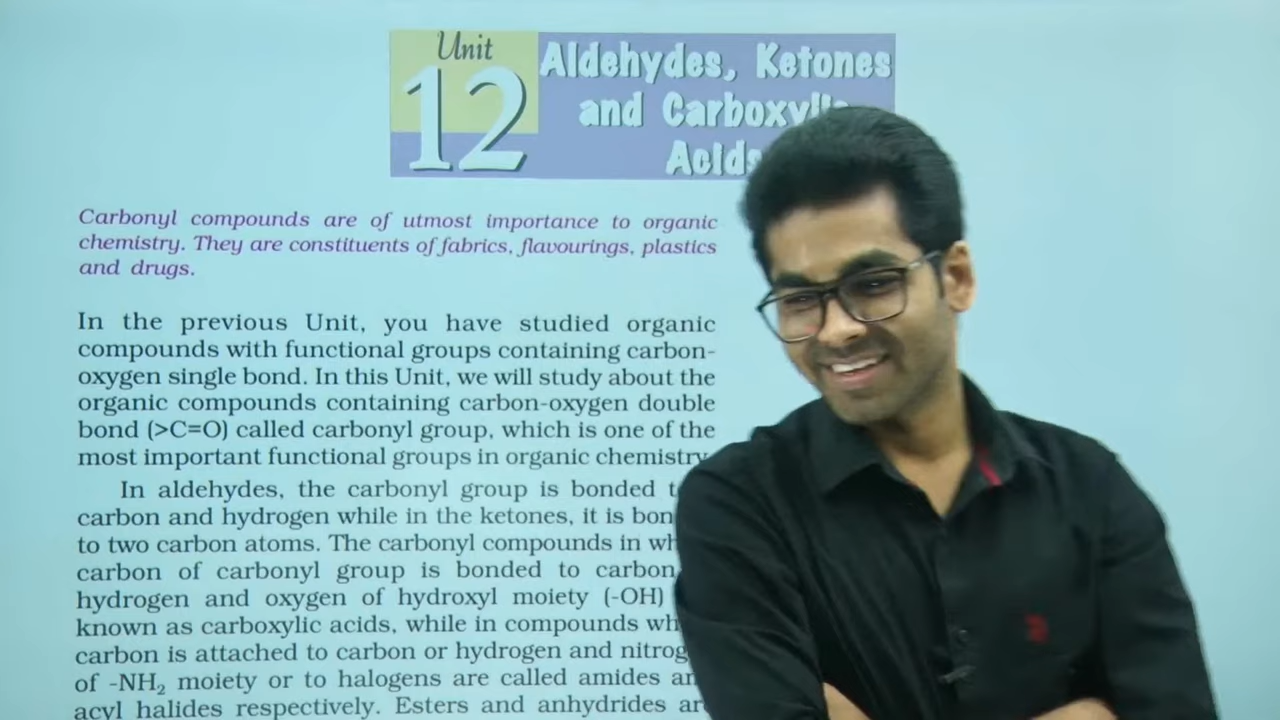 Unit
12
Aldehydes, Ketones
and
Acids
Carbonyl compounds are of utmost importance to organic
chemistry. They are constituents of fabrics, flavourings, plastics
and drugs.
In the previous Unit, you have studied organic
compounds with functional groups containing carbon-
oxygen single bond. In this Unit, we will study about the
organic compounds containing carbon-oxygen double
bond (>C=O) called carbonyl group, which is one of the
most important functional groups in organic chemistry
In aldehydes, the carbonyl group is bonded
carbon and hydrogen while in the ketones, it is
to two carbon atoms. The carbonyl compounds in
carbon of carbonyl group is bonded to carbon
hydrogen and oxygen of hydroxyl moiety (-OH)
known as carboxylic acids, while in compounds
carbon is attached to carbon or hydrogen and
of -NH₂ moiety or to halogens are called amides
acyl halides respectively. Esters and anhydrides